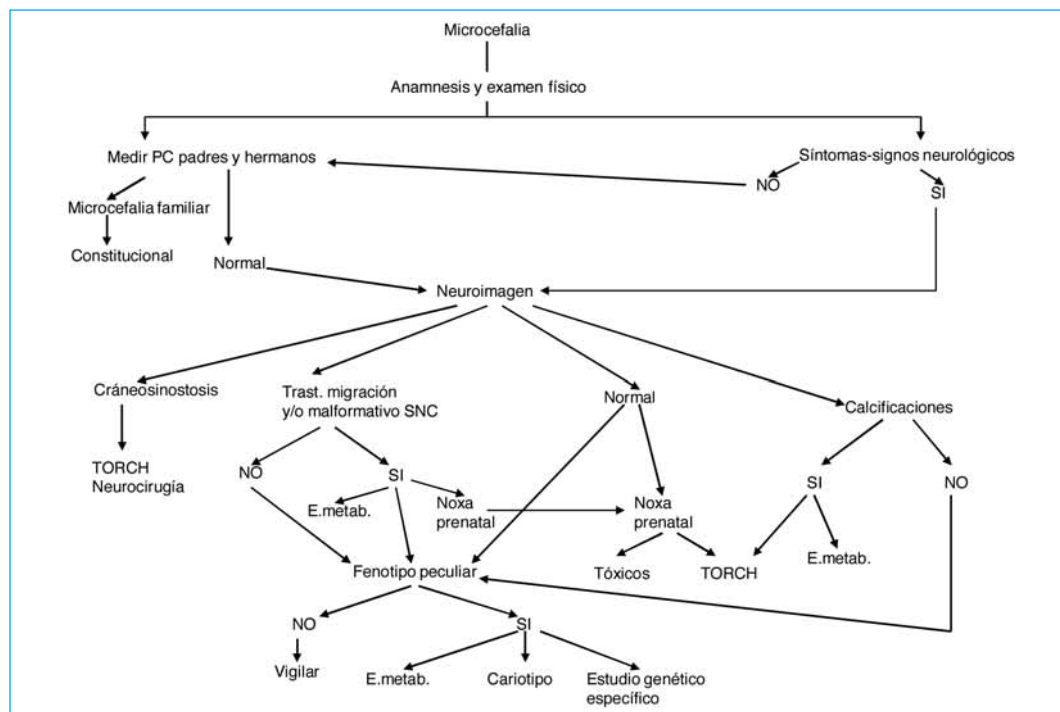 Microcefalia
Anamnesis y examen físico
Medir PC padres y hermanos
Síntomas-signos neurológicos
NO
SI
Microcefalia familiar
Constitucional
Normal
Neuroimagen
Cráneosinostosis
Trast. migración
y/o malformativo SNC
Normal
Calcificaciones
TORCH
Neurocirugía
NO
SI
E.metab.
Noxa
prenatal
Noxa
prenatal
SI
NO
E.metab.
Fenotipo peculiar
Tóxicos
TORCH
NO
SI
Vigilar
E.metab.
Cariotipo
Estudio genético
específico